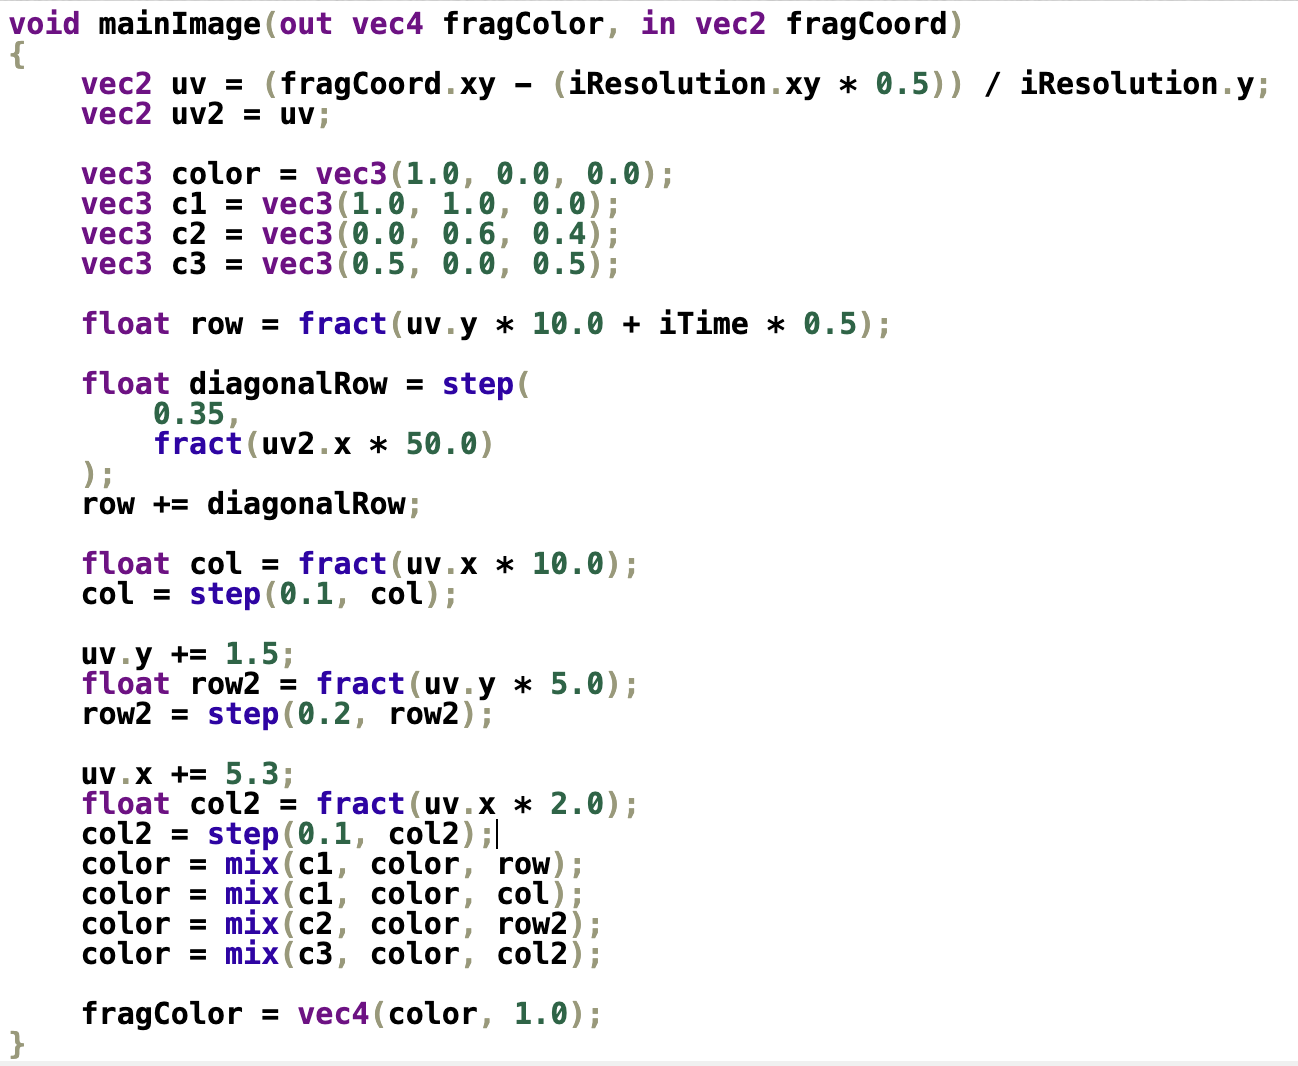 void mainImage(out vec4 fragColor, in vec2 fragCoord)
{
    vec2 uv = (fragCoord.xy - (iResolution.xy * 0.5)) / iResolution.y;
    vec2 uv2 = uv;

    vec3 color = vec3(1.0, 0.0, 0.0);
    vec3 c1 = vec3(1.0, 1.0, 0.0);
    vec3 c2 = vec3(0.0, 0.6, 0.4);
    vec3 c3 = vec3(0.5, 0.0, 0.5);

    float row = fract(uv.y * 10.0 + iTime * 0.5);

    float diagonalRow = step(
        0.35,
        fract(uv2.x * 50.0)
    );
    row += diagonalRow;

    float col = fract(uv.x * 10.0);
    col = step(0.1, col);

    uv.y += 1.5;
    float row2 = fract(uv.y * 5.0);
    row2 = step(0.2, row2);

    uv.x += 5.3;
    float col2 = fract(uv.x * 2.0);
    col2 = step(0.1, col2);
    color = mix(c1, color, row);
    color = mix(c1, color, col);
    color = mix(c2, color, row2);
    color = mix(c3, color, col2);

    fragColor = vec4(color, 1.0);
}